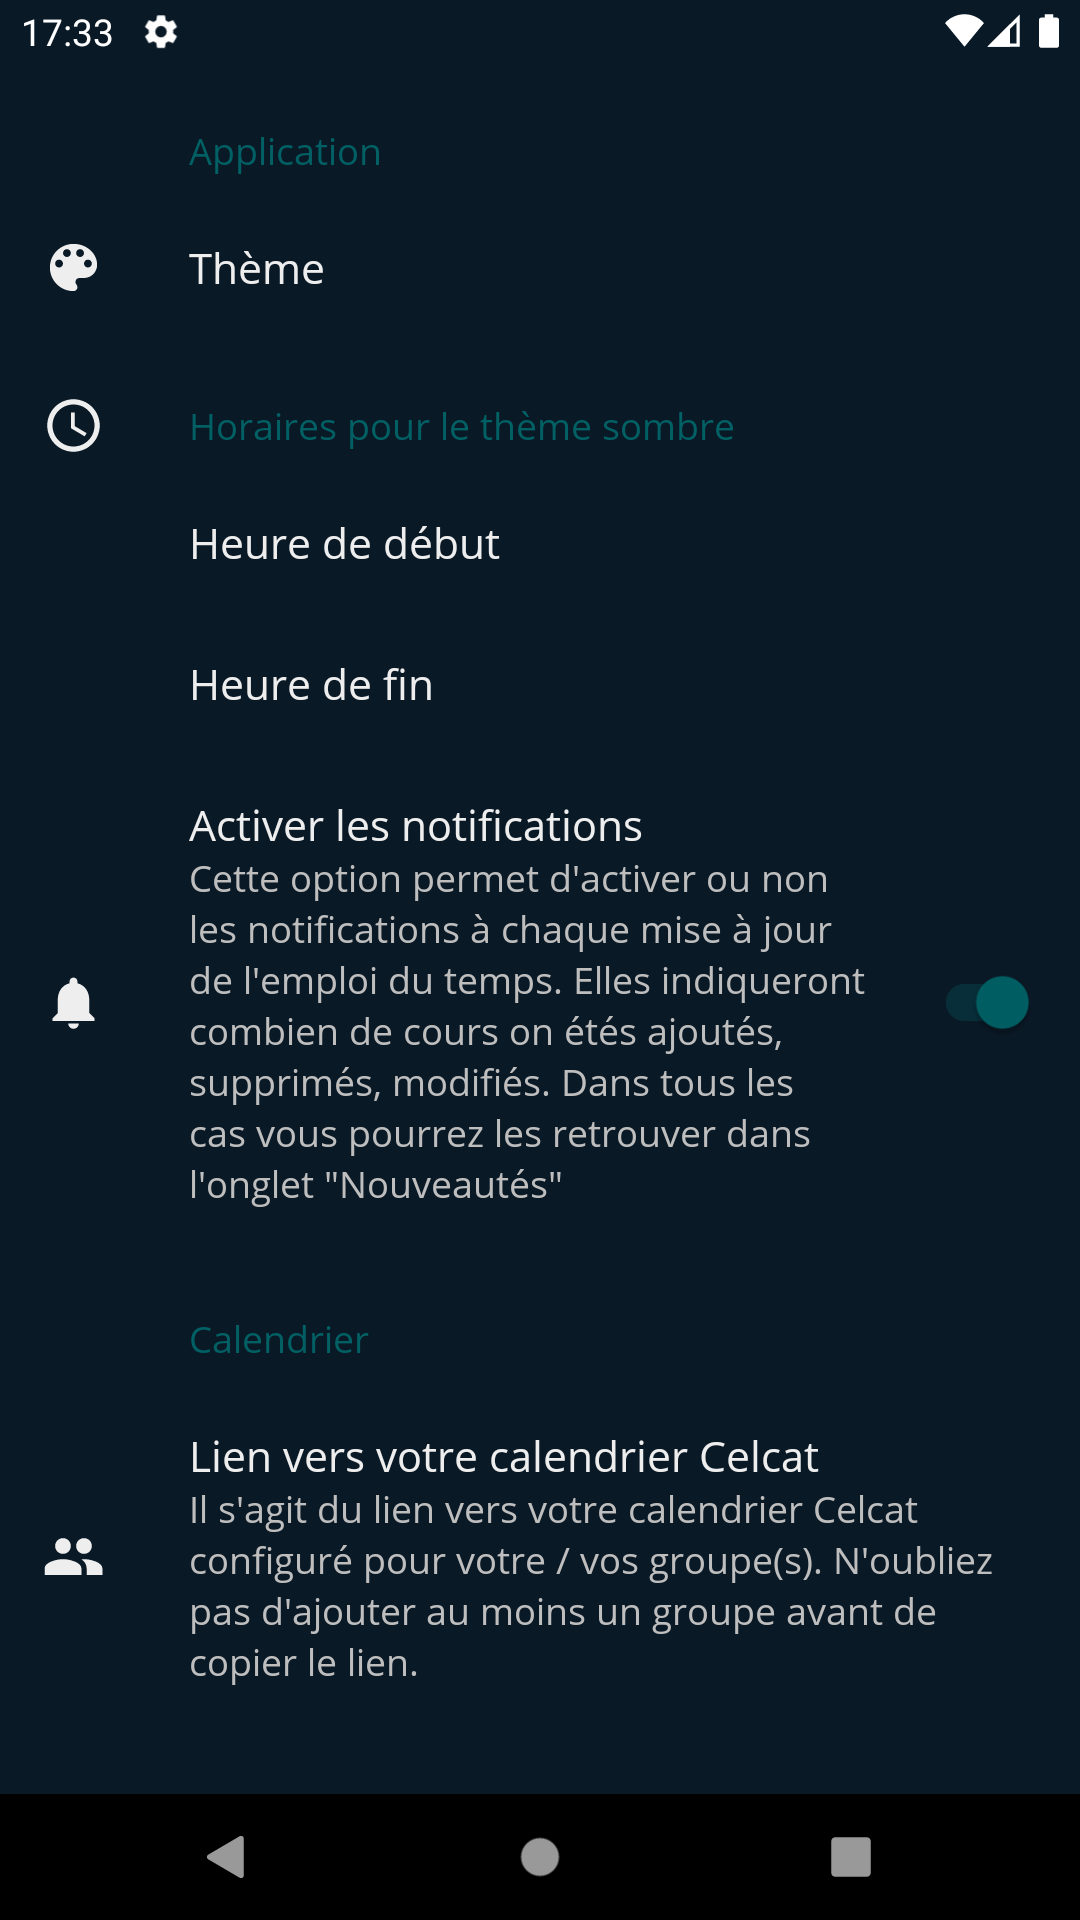 17:33
Application
Thème
Horaires pour le thème sombre
Heure de début
Heure de fin
Activer les notifications
Cette option permet d'activer ou non
les notifications à chaque mise à jour
de l'emploi du temps. Elles indiqueront
combien de cours on étés ajoutés,
supprimés, modifiés. Dans tous les
cas vous pourrez les retrouver dans
l'onglet "Nouveautés"
Calendrier
Lien vers votre calendrier Celcat
Il s'agit du lien vers votre calendrier Celcat
configuré pour votre / vos groupe(s). N'oubliez
pas d'ajouter au moins un groupe avant de
copier le lien.